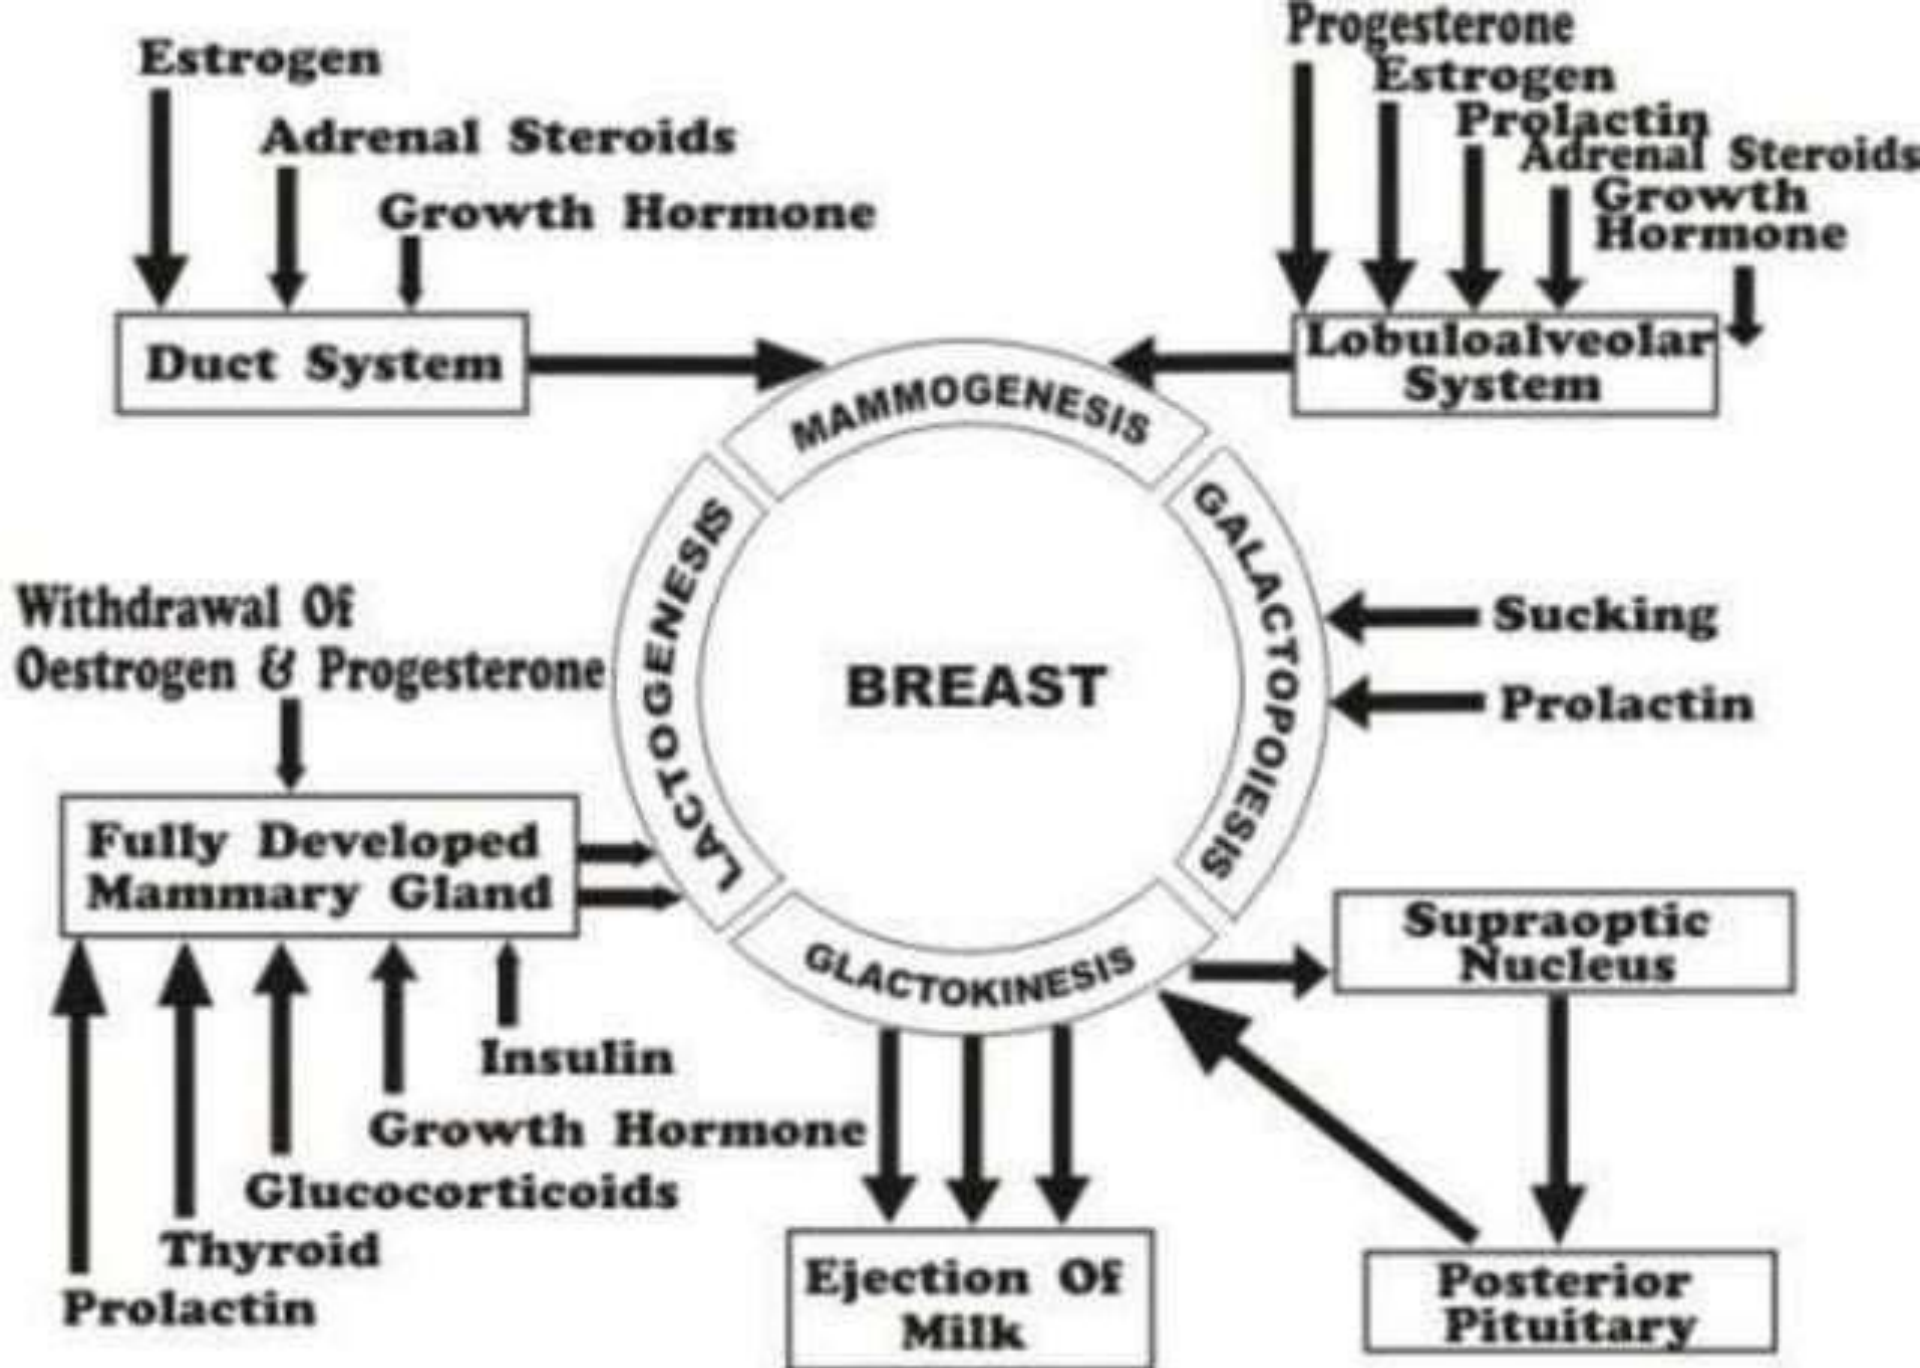 Estrogen
Adrenal Steroids
Growth Hormone
Duct System
Progesterone
Estrogen
Prolactin
Adrenal Steroids
Growth
Hormone
Lobuloalveolar
System
MAMMOGENESIS
GALACTOPOIESIS
LACTOGENESIS
GLACTOKINESIS
BREAST
Sucking
Prolactin
Withdrawal Of
Oestrogen & Progesterone
Fully Developed
Mammary Gland
Insulin
Growth Hormone
Glucocorticoids
Thyroid
Prolactin
Supraoptic
Nucleus
Posterior
Pituitary
Ejection Of
Milk